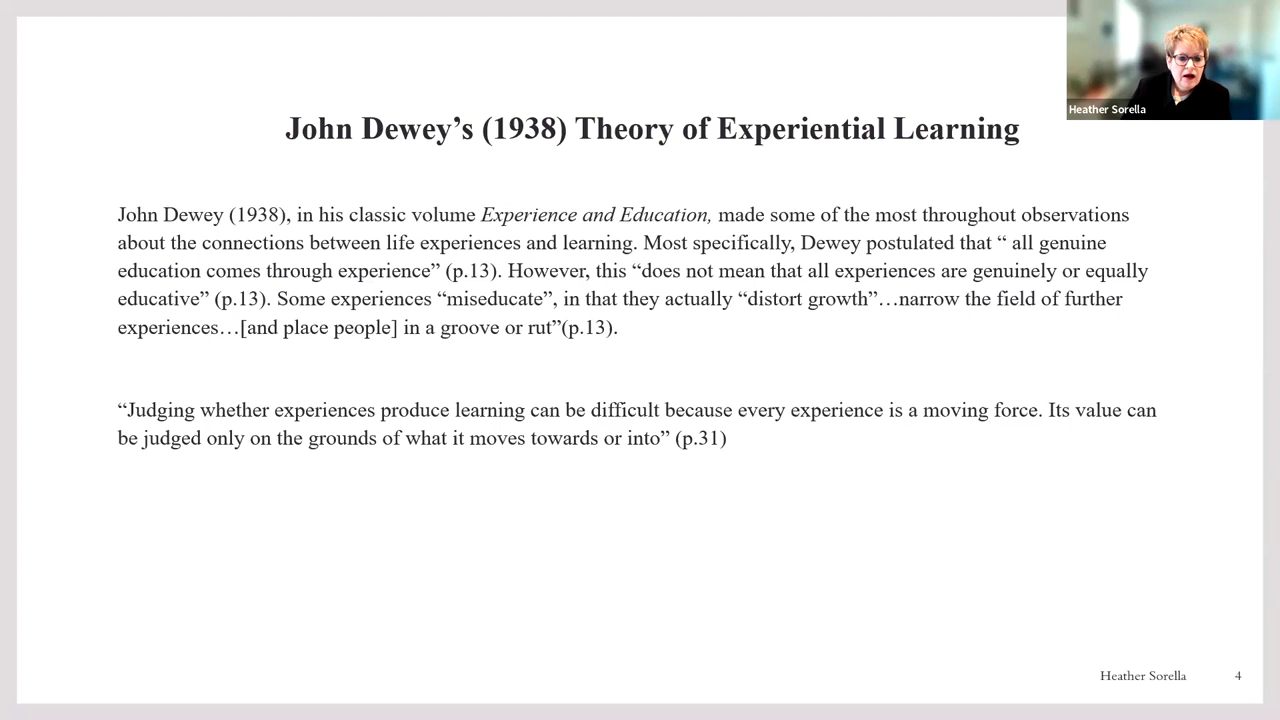 Heather Sorella
John Dewey’s (1938) Theory of Experiential Learning
John Dewey (1938), in his classic volume Experience and Education, made some of the most throughout observations
about the connections between life experiences and learning. Most specifically, Dewey postulated that “ all genuine
education comes through experience” (p.13). However, this “does not mean that all experiences are genuinely or equally
educative” (p.13). Some experiences “miseducate”, in that they actually “distort growth”…narrow the field of further
experiences…[and place people] in a groove or rut”(p.13).
“Judging whether experiences produce learning can be difficult because every experience is a moving force. Its value can
be judged only on the grounds of what it moves towards or into” (p.31)
Heather Sorella 4